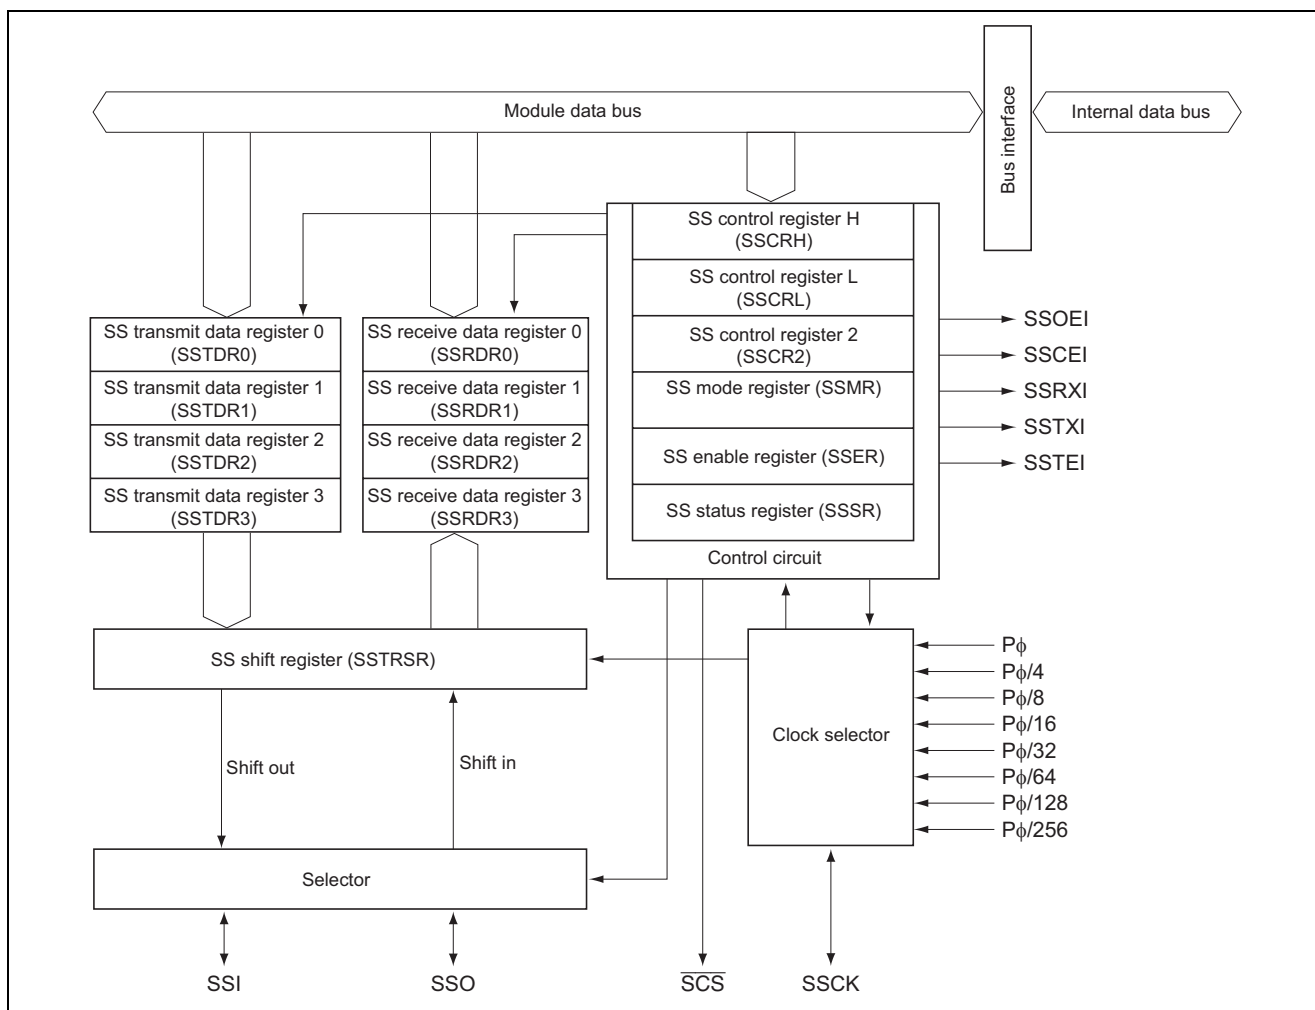 Module data bus
Bus interface
Internal data bus
SS control register H
(SSCRH)
SS control register L
(SSCRL)
SS control register 2
(SSCR2)
SS mode register (SSMR)
SS enable register (SSER)
SS status register (SSSR)
Control circuit
SS transmit data register 0
(SSTDR0)
SS transmit data register 1
(SSTDR1)
SS transmit data register 2
(SSTDR2)
SS transmit data register 3
(SSTDR3)
SS receive data register 0
(SSRDR0)
SS receive data register 1
(SSRDR1)
SS receive data register 2
(SSRDR2)
SS receive data register 3
(SSRDR3)
SSOEI
SSCEI
SSRXI
SSTXI
SSTEI
SS shift register (SSTRSR)
Shift out
Shift in
Clock selector
Pϕ
Pϕ/4
Pϕ/8
Pϕ/16
Pϕ/32
Pϕ/64
Pϕ/128
Pϕ/256
Selector
SSI
SSO
S̅C̅S̅
SSCK